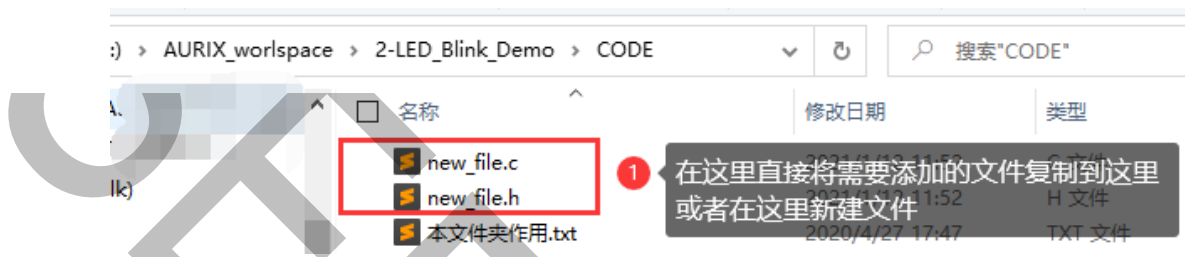 :) › AURIX_worlspace › 2-LED_Blink_Demo › CODE
搜索"CODE"
名称
修改日期
类型
new_file.c
new_file.h
lk)
1
在这里直接将需要添加的文件复制到这里
或者在这里新建文件
11:52
H 文件
本文件夹作用.txt
2020/4/27 17:47
TXT 文件